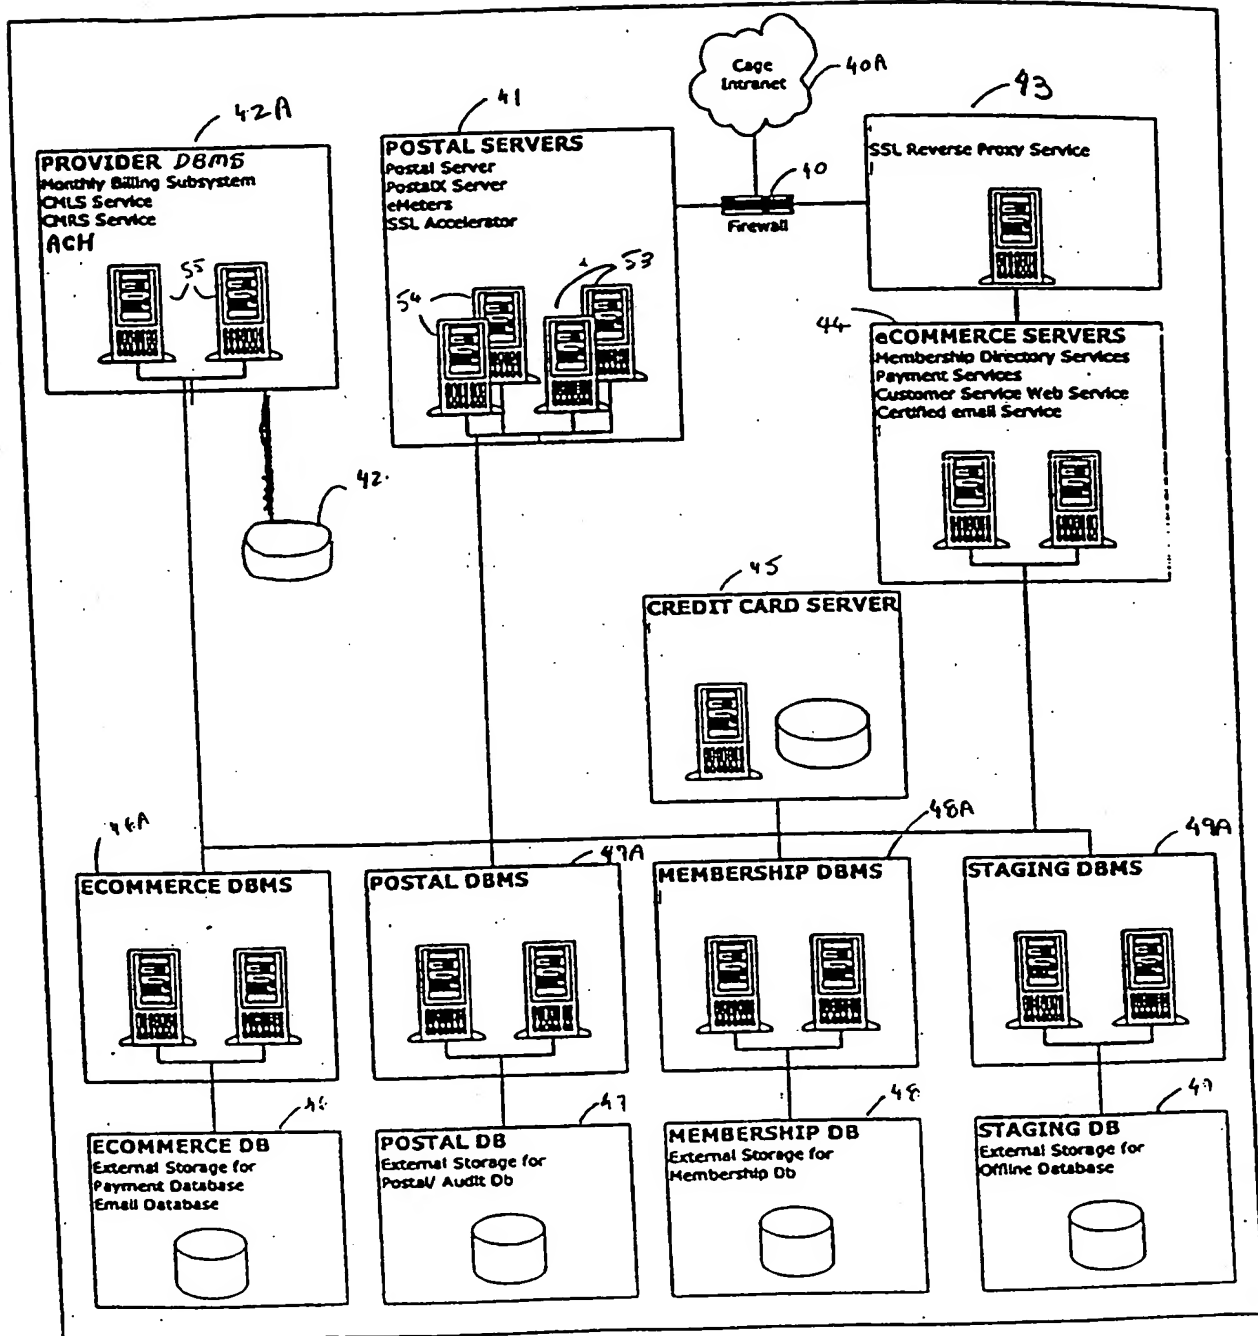 Cage
Intranet
40A
42A
41
43
PROVIDER DBMS
Monthly Billing Subsystem
CMLS Service
CMRS Service
ACH
55
POSTAL SERVERS
Postal Server
PostalX Server
eMeters
SSL Accelerator
54
53
40
Firewall
SSL Reverse Proxy Service
44
eCOMMERCE SERVERS
Membership Directory Services
Payment Services
Customer Service Web Service
Certified email Service
42
45
CREDIT CARD SERVER
47A
48A
49A
ECOMMERCE DBMS
POSTAL DBMS
MEMBERSHIP DBMS
STAGING DBMS
47
48
ECOMMERCE DB
External Storage for
Payment Database
Email Database
POSTAL DB
External Storage for
Postal/ Audit Db
MEMBERSHIP DB
External Storage for
Membership Db
STAGING DB
External Storage for
Offline Database